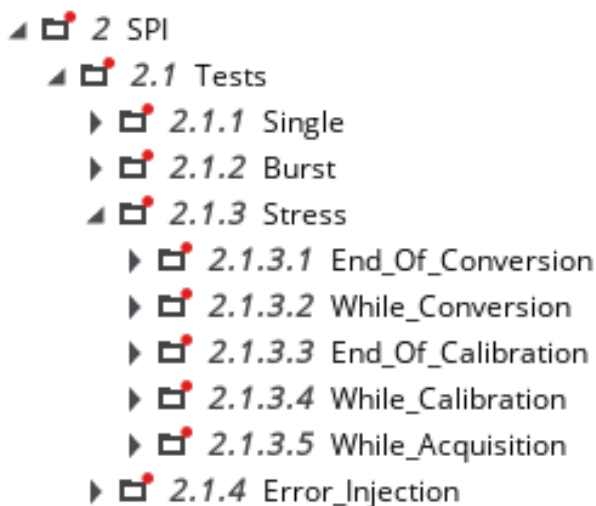 2 SPI
2.1 Tests
2.1.1 Single
2.1.2 Burst
2.1.3 Stress
2.1.3.1 End_Of_Conversion
2.1.3.2 While_Conversion
2.1.3.3 End_Of_Calibration
2.1.3.4 While_Calibration
2.1.3.5 While_Acquisition
2.1.4 Error_Injection